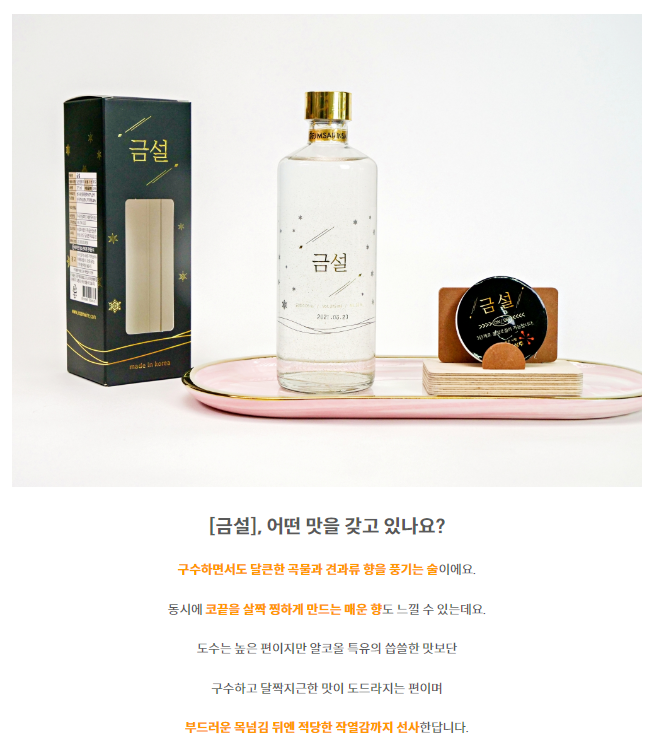 금설
made in korea
금설
2021.02.23
금설
[금설], 어떤 맛을 갖고 있나요?
구수하면서도 달큰한 곡물과 견과류 향을 풍기는 술이에요.
동시에 코끝을 살짝 찡하게 만드는 매운 향도 느낄 수 있는데요.
도수는 높은 편이지만 알코올 특유의 씁쓸한 맛보단
구수하고 달짝지근한 맛이 도드라지는 편이며
부드러운 목넘김 뒤엔 적당한 작열감까지 선사한답니다.